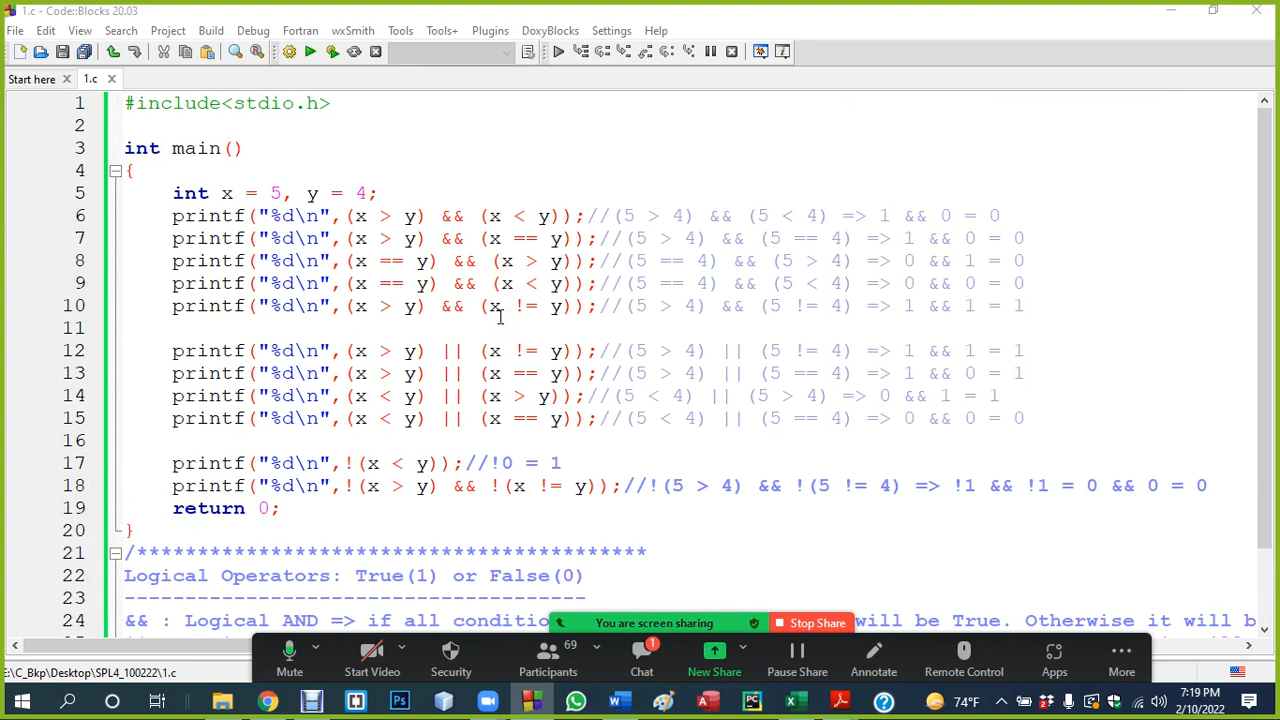 1.c - Code::Blocks 20.03
File Edit View Search Project Build Debug Fortran wxSmith Tools Tools+ Plugins DoxyBlocks Settings Help
Start here 1.c
1 #include<stdio.h>
2
3 int main()
4 {
5 int x = 5, y = 4;
6 printf("%d\n",(x > y) && (x < y));//(5 > 4) && (5 < 4) => 1 && 0 = 0
7 printf("%d\n",(x > y) && (x == y));//(5 > 4) && (5 == 4) => 1 && 0 = 0
8 printf("%d\n",(x == y) && (x > y));//(5 == 4) && (5 > 4) => 0 && 1 = 0
9 printf("%d\n",(x == y) && (x < y));//(5 == 4) && (5 < 4) => 0 && 0 = 0
10 printf("%d\n",(x > y) && (x != y));//(5 > 4) && (5 != 4) => 1 && 1 = 1
11
12 printf("%d\n",(x > y) || (x != y));//(5 > 4) || (5 != 4) => 1 && 1 = 1
13 printf("%d\n",(x > y) || (x == y));//(5 > 4) || (5 == 4) => 1 && 0 = 1
14 printf("%d\n",(x < y) || (x > y));//(5 < 4) || (5 > 4) => 0 && 1 = 1
15 printf("%d\n",(x < y) || (x == y));//(5 < 4) || (5 == 4) => 0 && 0 = 0
16
17 printf("%d\n",!(x < y));//!0 = 1
18 printf("%d\n",!(x > y) && !(x != y));//!(5 > 4) && !(5 != 4) => !1 && !1 = 0 && 0 = 0
19 return 0;
20 }
21 /******************************************
22 Logical Operators: True(1) or False(0)
23 --------------------------------------
24 && : Logical AND => if all conditio will be True. Otherwise it will b
You are screen sharing Stop Share
69 1
Mute Start Video Security Participants Chat New Share Pause Share Annotate Remote Control Apps More
:\C_Bkp\Desktop\SPL4_100222\1.c
74°F 7:19 PM
2/10/2022